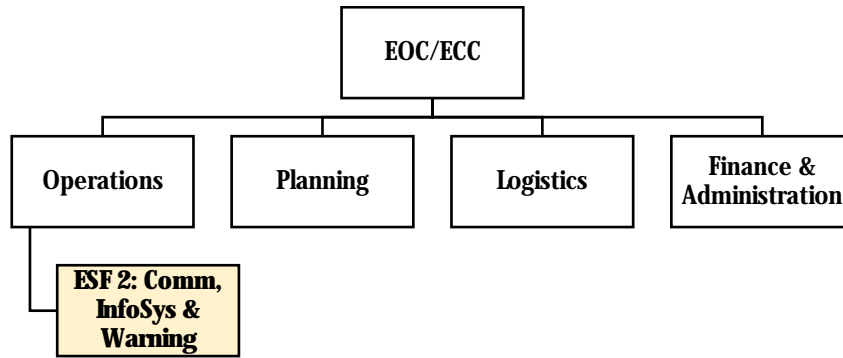 EOC/ECC
Operations
Planning
Logistics
Finance &
Administration
ESF 2: Comm,
InfoSys &
Warning